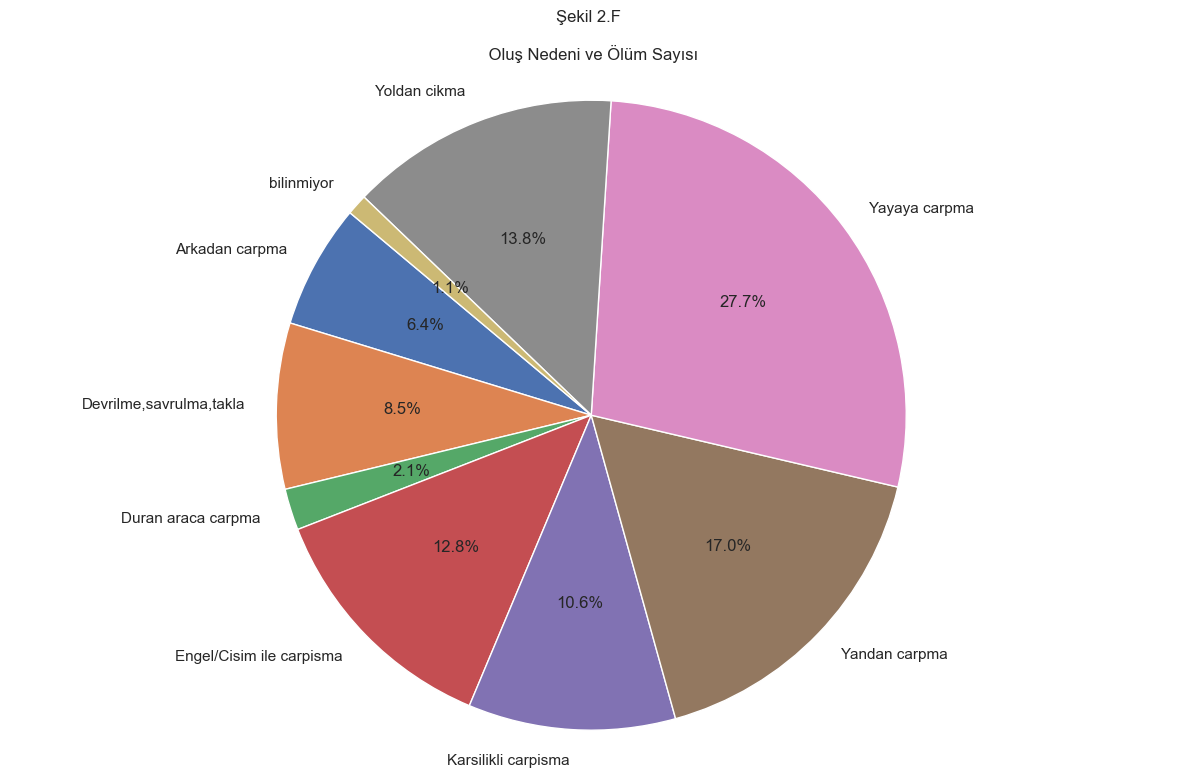 Şekil 2.F
Oluş Nedeni ve Ölüm Sayısı
Yoldan cikma
bilinmiyor
Yayaya carpma
Arkadan carpma
13.8%
1.1%
27.7%
6.4%
Devrilme,savrulma,takla
8.5%
2.1%
Duran araca carpma
12.8%
17.0%
10.6%
Engel/Cisim ile carpisma
Yandan carpma
Karsilikli carpisma